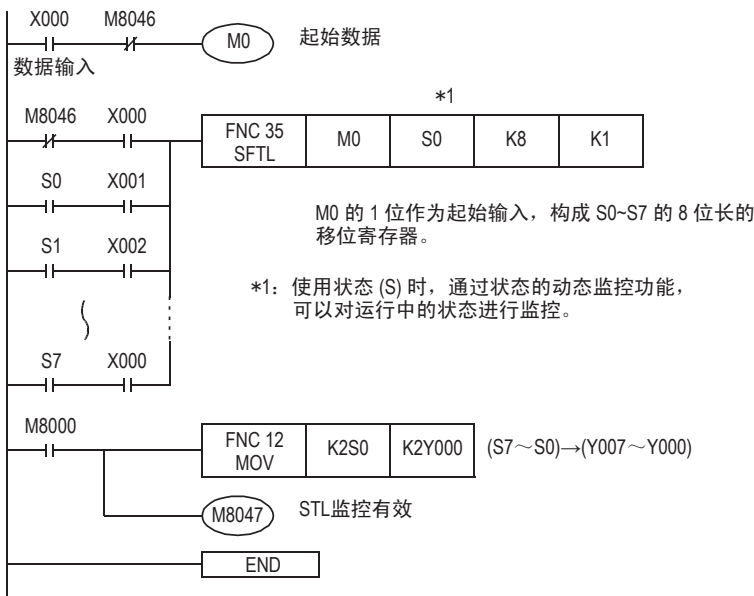 X000 M8046
M0 起始数据
数据输入
*1
M8046 X000
FNC 35 SFTL M0 S0 K8 K1
S0 X001
M0 的 1 位作为起始输入，构成 S0~S7 的 8 位长的
移位寄存器。
S1 X002
*1：使用状态 (S) 时，通过状态的动态监控功能，
可以对运行中的状态进行监控。
S7 X000
M8000
FNC 12 MOV K2S0 K2Y000 (S7～S0)→(Y007～Y000)
M8047 STL监控有效
END